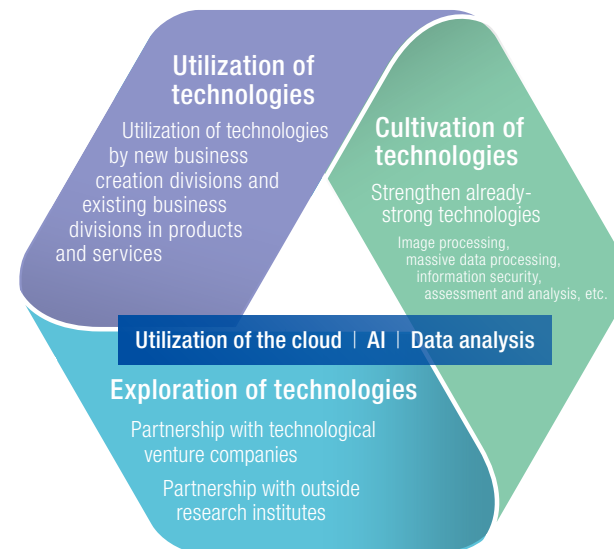 Utilization of
technologies
Utilization of technologies
by new business
creation divisions and
existing business
divisions in products
and services
Cultivation of
technologies
Strengthen already-
strong technologies
Image processing,
massive data processing,
information security,
assessment and analysis, etc.
Utilization of the cloud | AI | Data analysis
Exploration of technologies
Partnership with technological
venture companies
Partnership with outside
research institutes